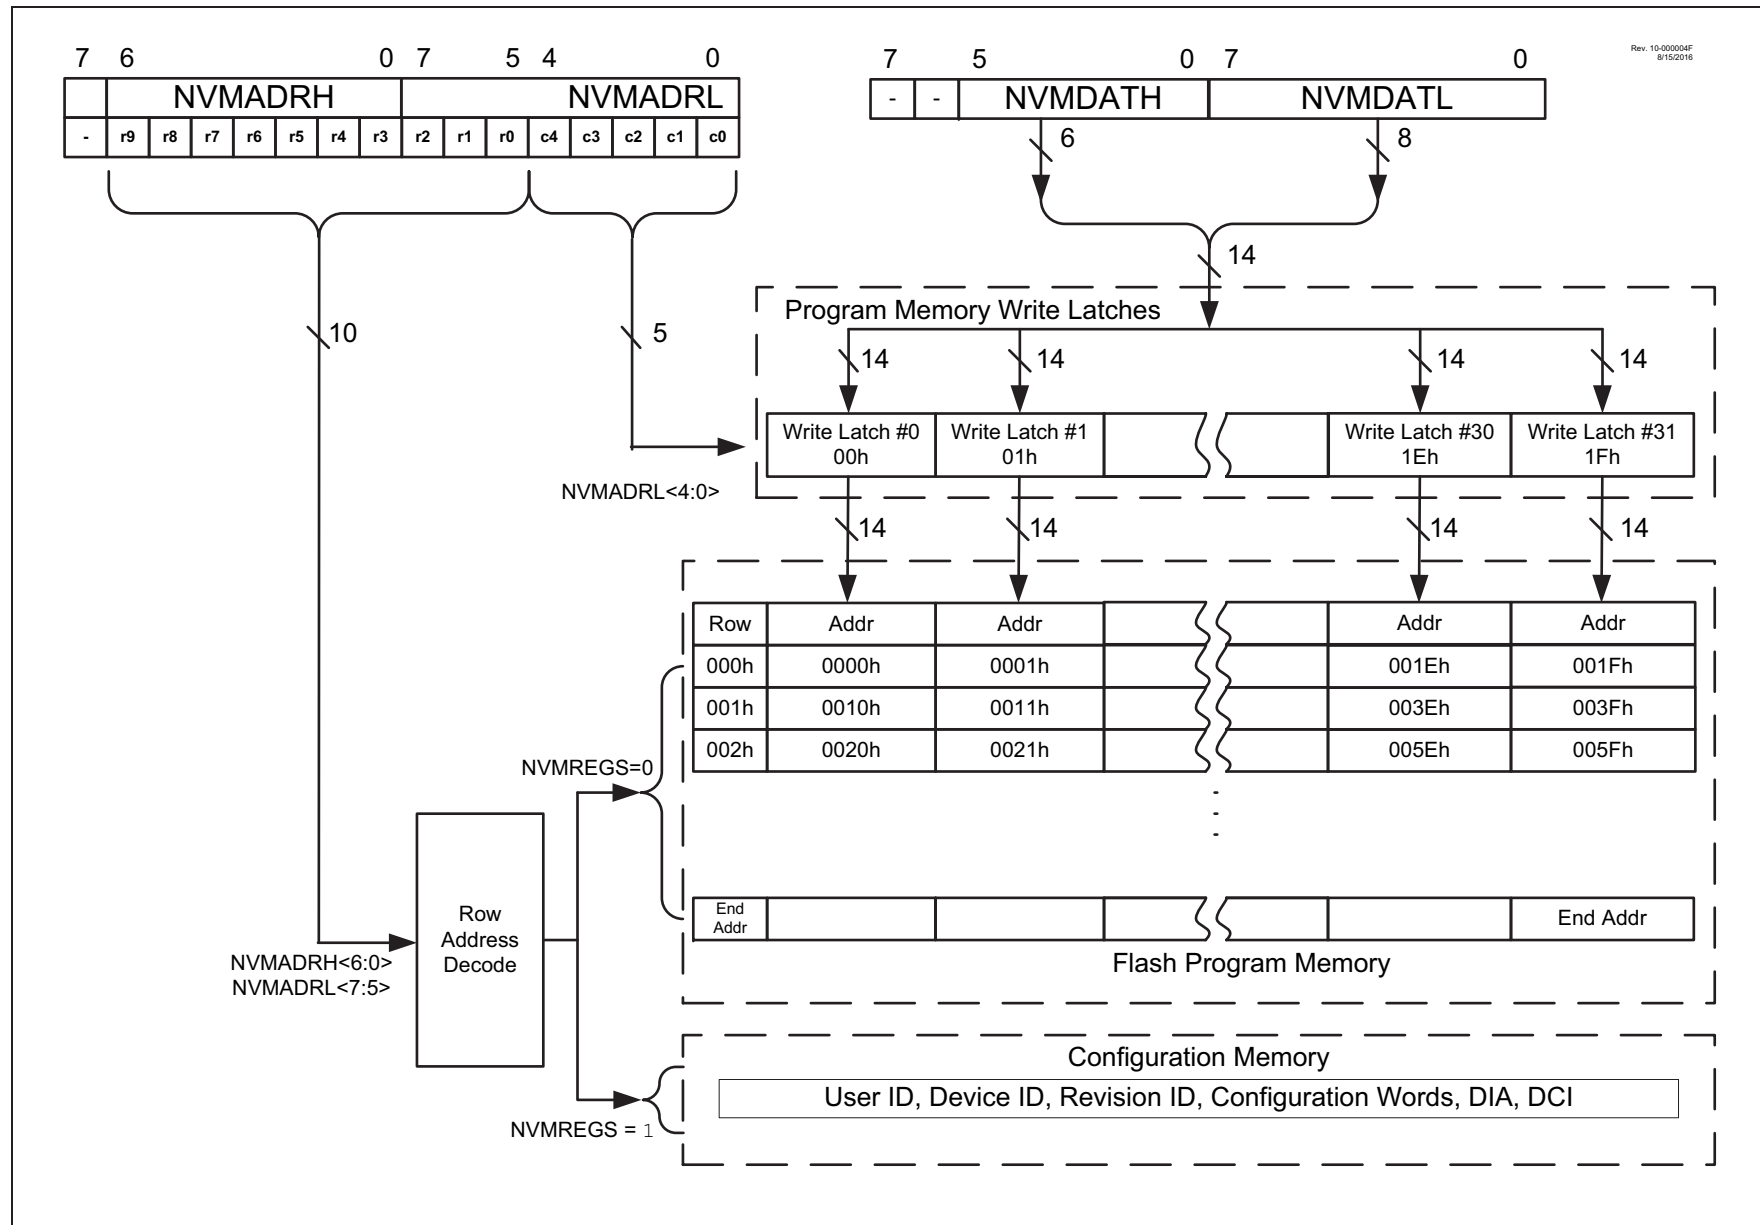 7 6 0 7 5 4 0
7 5 0 7 0
Rev. 10-000004F
8/15/2016
NVMADRH NVMADRL
- - NVMDATH NVMDATL
- r9 r8 r7 r6 r5 r4 r3 r2 r1 r0 c4 c3 c2 c1 c0
6 8
14
10 5
Program Memory Write Latches
14 14 14 14
Write Latch #0
00h
Write Latch #1
01h
Write Latch #30
1Eh
Write Latch #31
1Fh
NVMADRL<4:0>
14 14 14 14
Row Addr Addr Addr Addr
000h 0000h 0001h 001Eh 001Fh
001h 0010h 0011h 003Eh 003Fh
002h 0020h 0021h 005Eh 005Fh
NVMREGS=0
End
Addr
End Addr
Flash Program Memory
Row
Address
Decode
NVMADRH<6:0>
NVMADRL<7:5>
Configuration Memory
User ID, Device ID, Revision ID, Configuration Words, DIA, DCI
NVMREGS = 1